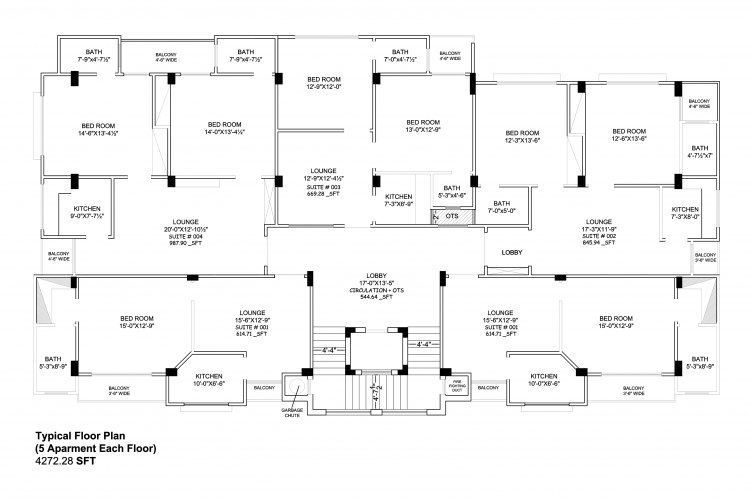 BATH
7'-9"x4'-7½"
BALCONY
4'-6" WIDE
BATH
7'-9"x4'-7½"
BED ROOM
12'-9"X12'-0"
BATH
7'-0"x4'-7½"
BALCONY
4'-6" WIDE
BED ROOM
14'-6"X13'-4½"
BED ROOM
14'-0"X13'-4½"
BED ROOM
13'-0"X12'-9"
BED ROOM
12'-3"X13'-6"
BED ROOM
12'-6"X13'-6"
BALCONY
4'-6" WIDE
BATH
4'-7½"x7'
LOUNGE
12'-9"X12'-4½"
SUITE # 003
669.28 _SFT
KITCHEN
7'-3"X6'-9"
BATH
5'-3"x4'-6"
OTS
BATH
7'-0"x5'-0"
KITCHEN
9'-0"X7'-7½"
LOUNGE
20'-0"X12'-10½"
SUITE # 004
987.90 _SFT
LOUNGE
17'-3"X11'-9"
SUITE # 002
845.94 _SFT
KITCHEN
7'-3"X8'-0"
LOBBY
BALCONY
4'-6" WIDE
BALCONY
3'-6" WIDE
LOBBY
17'-0"X13'-5"
CIRCULATION + OTS
544.64 _SFT
BED ROOM
15'-0"X12'-9"
LOUNGE
15'-6"X12'-9"
SUITE # 001
614.71 _SFT
LOUNGE
15'-6"X12'-9"
SUITE # 001
614.71 _SFT
BED ROOM
15'-0"X12'-9"
4'-4"
4'-4"
BATH
5'-3"x8'-9"
KITCHEN
10'-0"X6'-6"
KITCHEN
10'-0"X6'-6"
BATH
5'-3"x8'-9"
BALCONY
3'-6" WIDE
BALCONY
GARBAGE
CHUTE
4'-2"
FIRE
FIGHTING
DUCT
BALCONY
BALCONY
3'-6" WIDE
Typical Floor Plan
(5 Aparment Each Floor)
4272.28 SFT